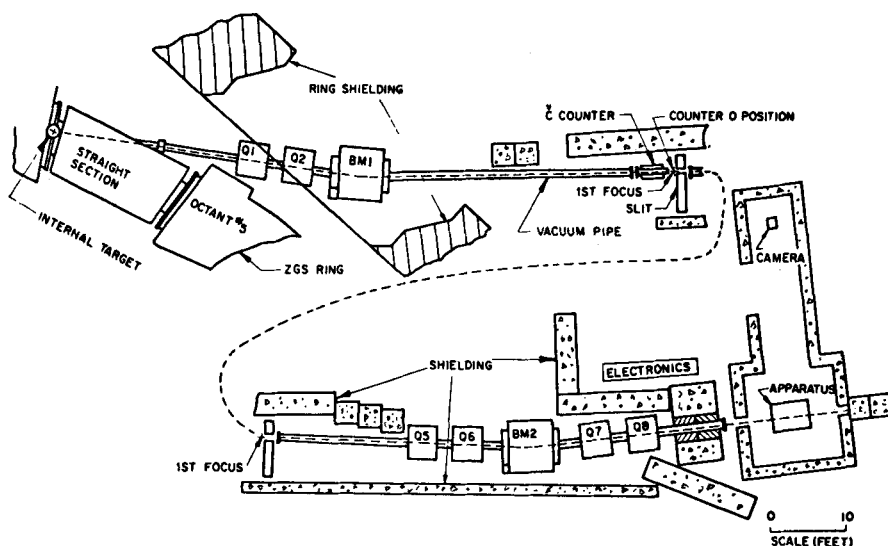 RING SHIELDING
Č COUNTER
COUNTER O POSITION
Q1
Q2
BM1
STRAIGHT
SECTION
1ST FOCUS
SLIT
OCTANT #5
INTERNAL TARGET
VACUUM PIPE
ZGS RING
CAMERA
SHIELDING
ELECTRONICS
APPARATUS
Q5
Q6
BM2
Q7
Q8
1ST FOCUS
0
10
SCALE (FEET)